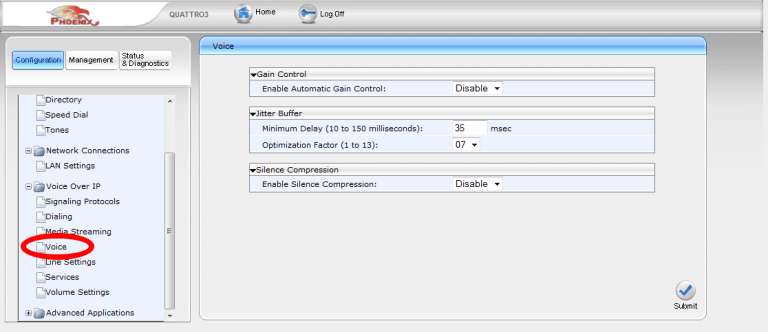 PHOENIX
QUATTRO3
Home
Log Off
Configuration
Management
Status
& Diagnostics
Directory
Speed Dial
Tones
Network Connections
LAN Settings
Voice Over IP
Signaling Protocols
Dialing
Media Streaming
Voice
Line Settings
Services
Volume Settings
Advanced Applications
Voice
Gain Control
Enable Automatic Gain Control: Disable
Jitter Buffer
Minimum Delay (10 to 150 milliseconds): 35 msec
Optimization Factor (1 to 13): 07
Silence Compression
Enable Silence Compression: Disable
Submit